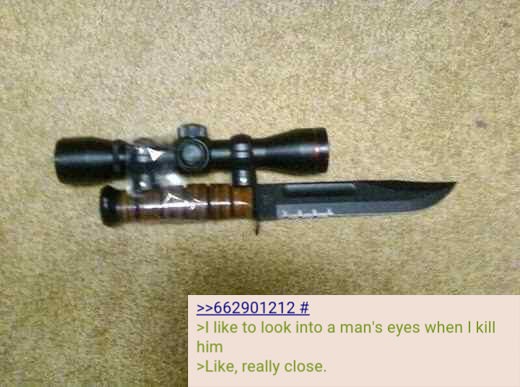 >>662901212 #
>I like to look into a man's eyes when I kill
him
>Like, really close.